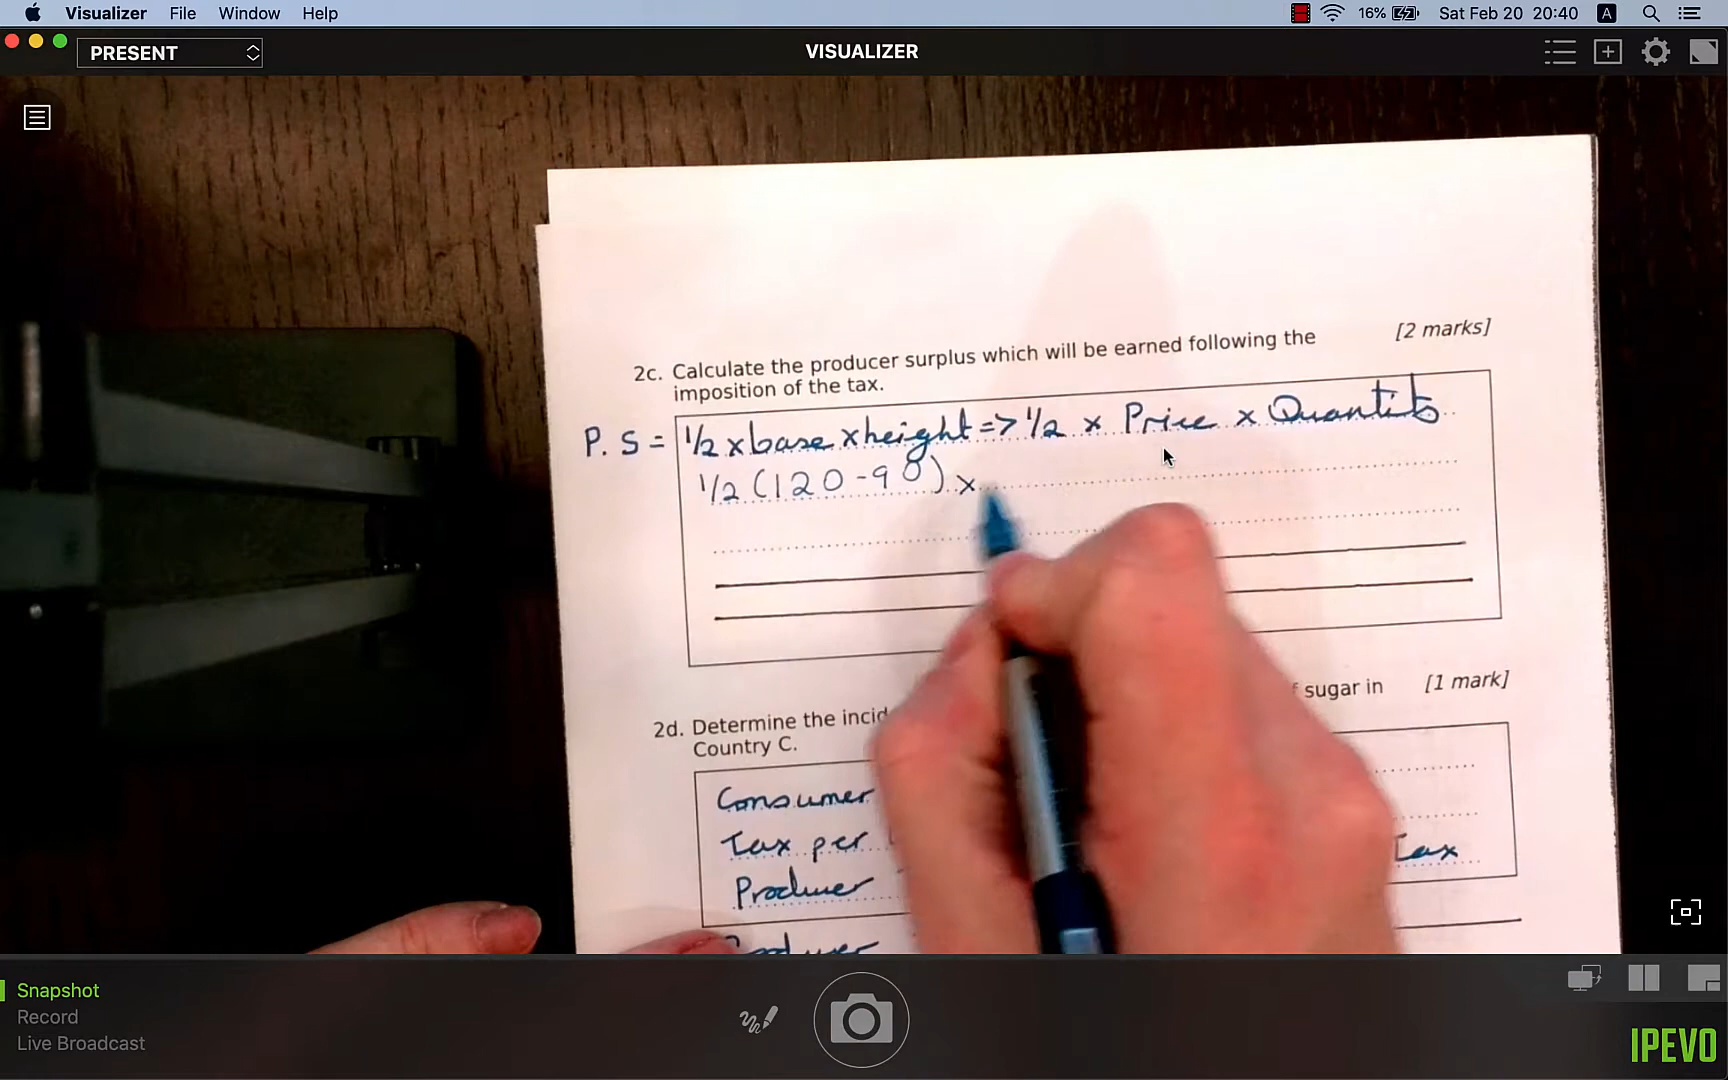 Visualizer File Window Help 16% Sat Feb 20 20:40 A
PRESENT VISUALIZER
[2 marks]
2c. Calculate the producer surplus which will be earned following the
imposition of the tax.
P. S = 1/2 x base x height => 1/2 x Price x Quantity
1/2 (120 - 90) x
2d. Determine the incid sugar in [1 mark]
Country C.
Consumer
Tax per Tax
Producer
Snapshot
Record
Live Broadcast
IPEVO